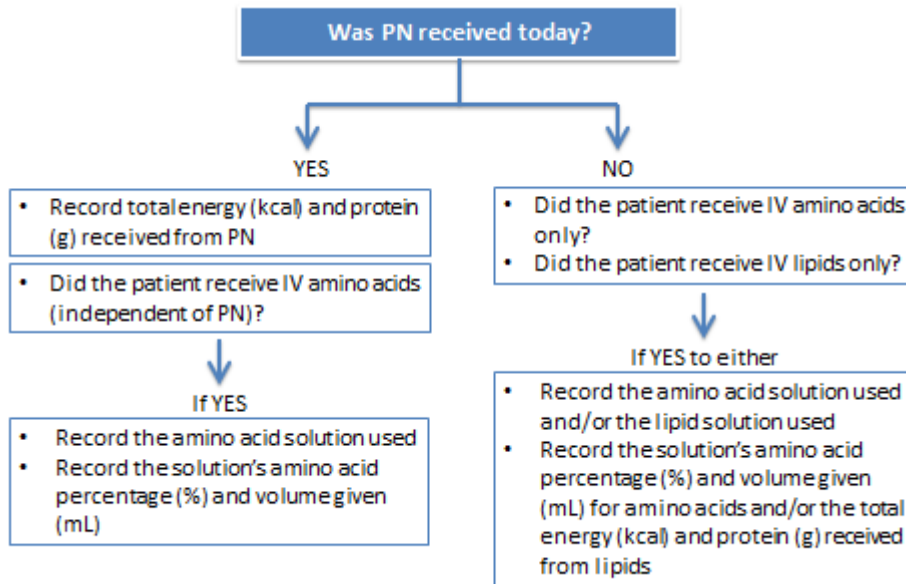 Was PN received today?
YES
• Record total energy (kcal) and protein
(g) received from PN
• Did the patient receive IV amino acids
(independent of PN)?
If YES
• Record the amino acid solution used
• Record the solution's amino acid
percentage (%) and volume given
(mL)
NO
• Did the patient receive IV amino acids
only?
• Did the patient receive IV lipids only?
If YES to either
• Record the amino acid solution used
and/or the lipid solution used
• Record the solution's amino acid
percentage (%) and volume given
(mL) for amino acids and/or the total
energy (kcal) and protein (g) received
from lipids